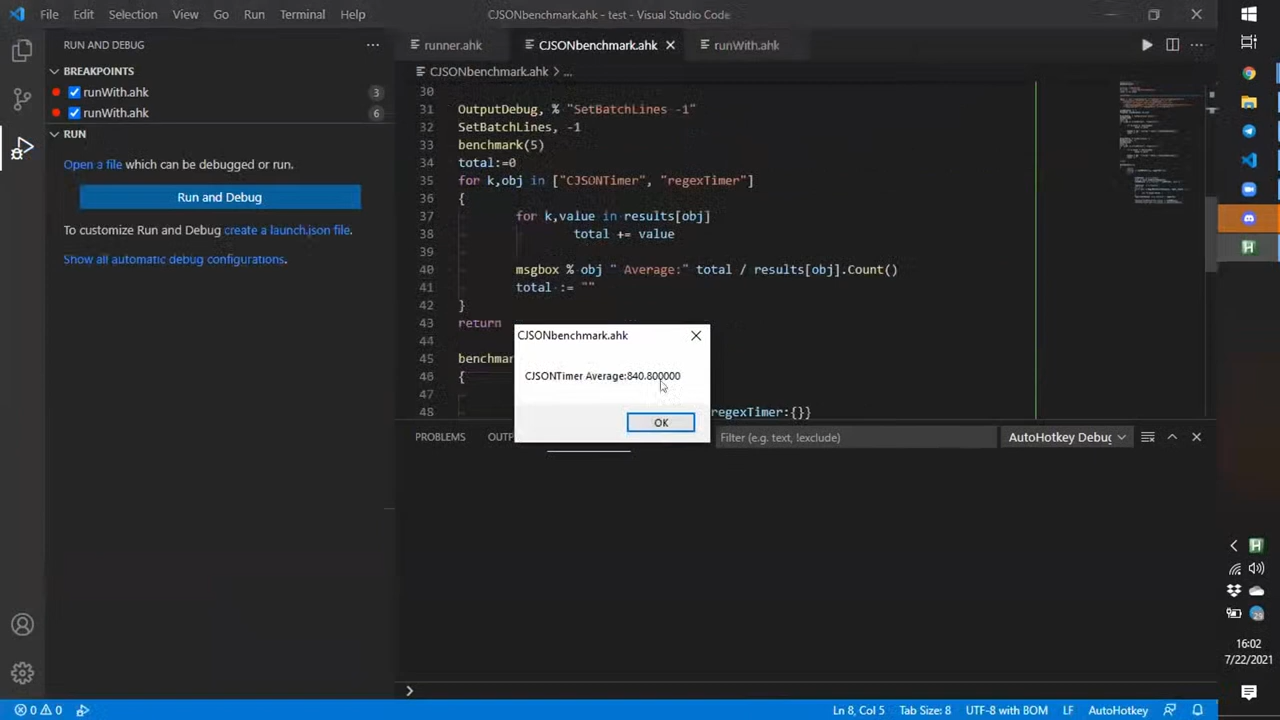 File Edit Selection View Go Run Terminal Help
CJSONbenchmark.ahk - test - Visual Studio Code
RUN AND DEBUG
BREAKPOINTS
runWith.ahk 3
runWith.ahk 6
RUN
Open a file which can be debugged or run.
Run and Debug
To customize Run and Debug create a launch.json file.
Show all automatic debug configurations.
runner.ahk CJSONbenchmark.ahk runWith.ahk
CJSONbenchmark.ahk > ...
30
31 OutputDebug, % "SetBatchLines -1"
32 SetBatchLines, -1
33 benchmark(5)
34 total:=0
35 for k,obj in ["CJSONTimer", "regexTimer"]
36 {
37 for k,value in results[obj]
38 total += value
39
40 msgbox % obj " Average:" total / results[obj].Count()
41 total := ""
42 }
43 return
44
45 benchmar
46 {
47
48 regexTimer:{}}
CJSONbenchmark.ahk
CJSONTimer Average:840.800000
OK
PROBLEMS OUTP
Filter (e.g. text, !exclude)
AutoHotkey Debug
16:02
7/22/2021
0 0
Ln 8, Col 5 Tab Size: 8 UTF-8 with BOM LF AutoHotkey